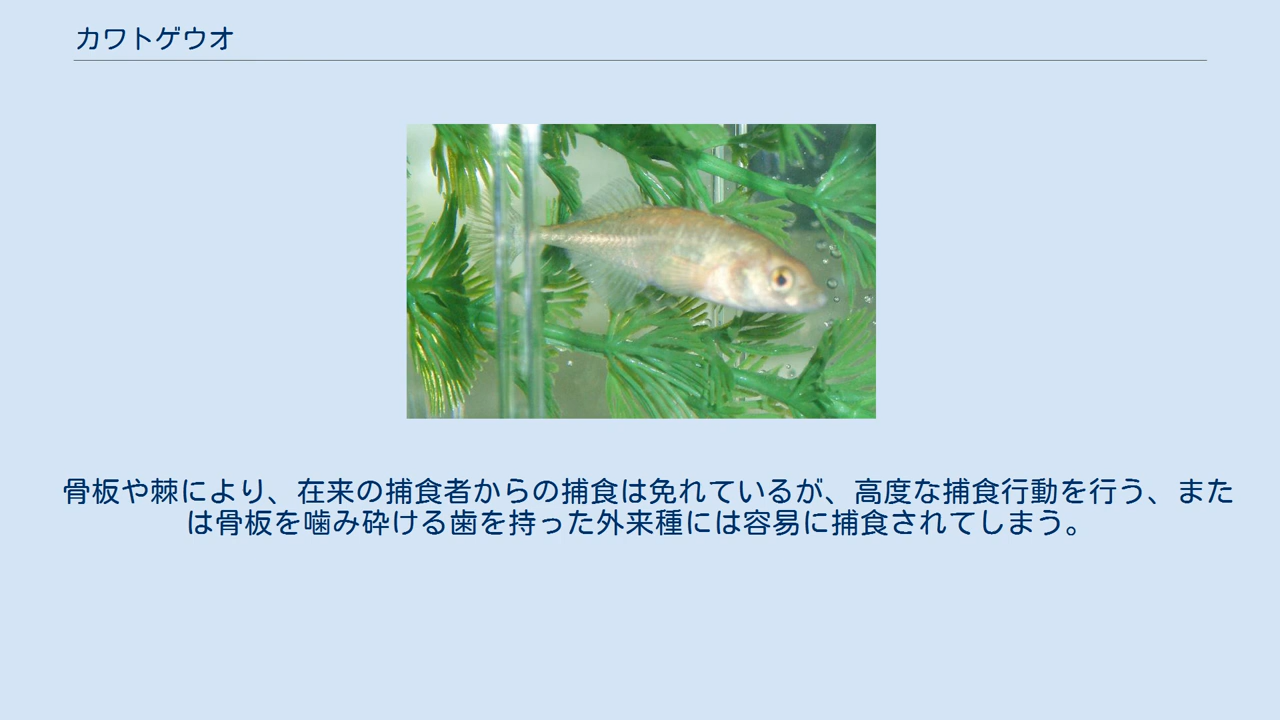 カワトゲウオ
骨板や棘により、在来の捕食者からの捕食は免れているが、高度な捕食行動を行う、また
は骨板を噛み砕ける歯を持った外来種には容易に捕食されてしまう。